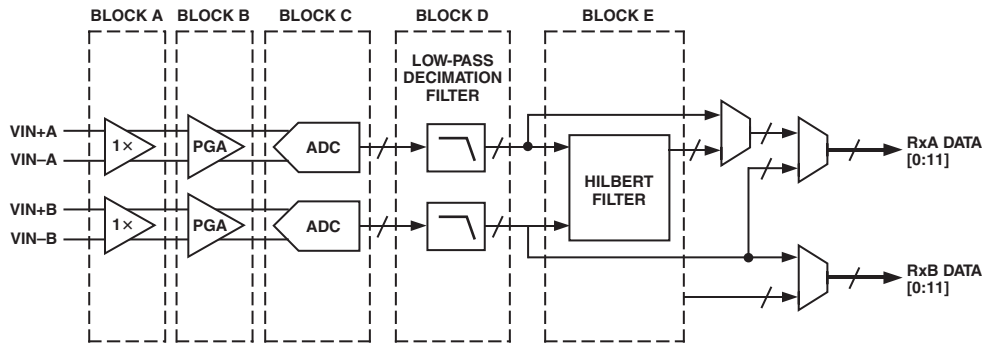 BLOCK A
BLOCK B
BLOCK C
BLOCK D
BLOCK E
LOW-PASS
DECIMATION
FILTER
VIN+A
VIN–A
1×
PGA
ADC
VIN+B
VIN–B
1×
PGA
ADC
HILBERT
FILTER
RxA DATA
[0:11]
RxB DATA
[0:11]